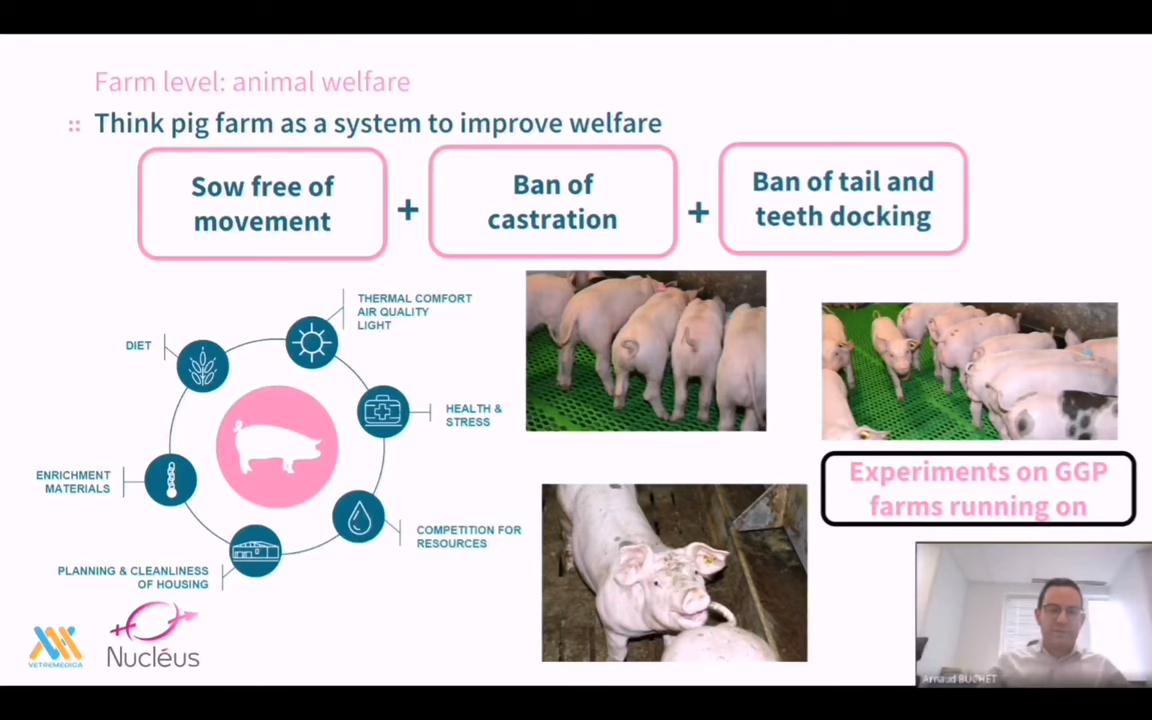 Farm level: animal welfare
:: Think pig farm as a system to improve welfare
Sow free of
movement
+
Ban of
castration
+
Ban of tail and
teeth docking
THERMAL COMFORT
AIR QUALITY
LIGHT
DIET
HEALTH &
STRESS
ENRICHMENT
MATERIALS
COMPETITION FOR
RESOURCES
PLANNING & CLEANLINESS
OF HOUSING
Experiments on GGP
farms running on
VETREMEDICA
Nucléus
Arnaud BUCHET